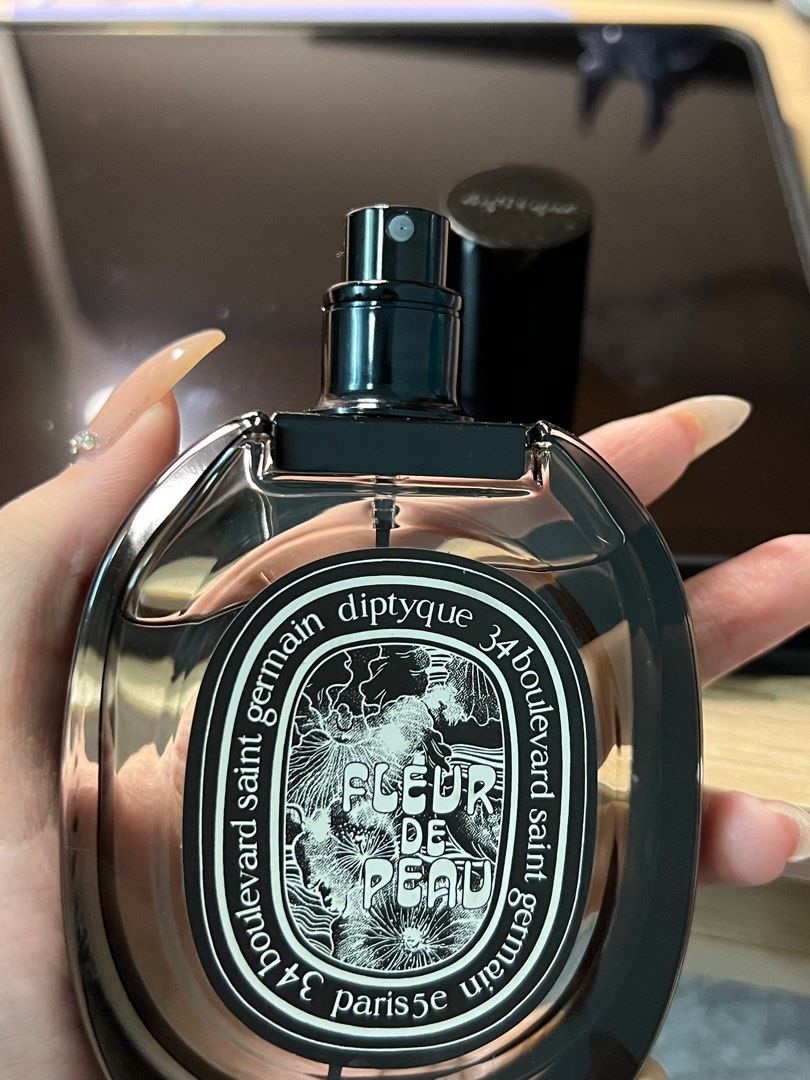 diptyque
34 boulevard saint germain
paris5e
34 boulevard saint germain
FLEUR
DE
PEAU
diptyque